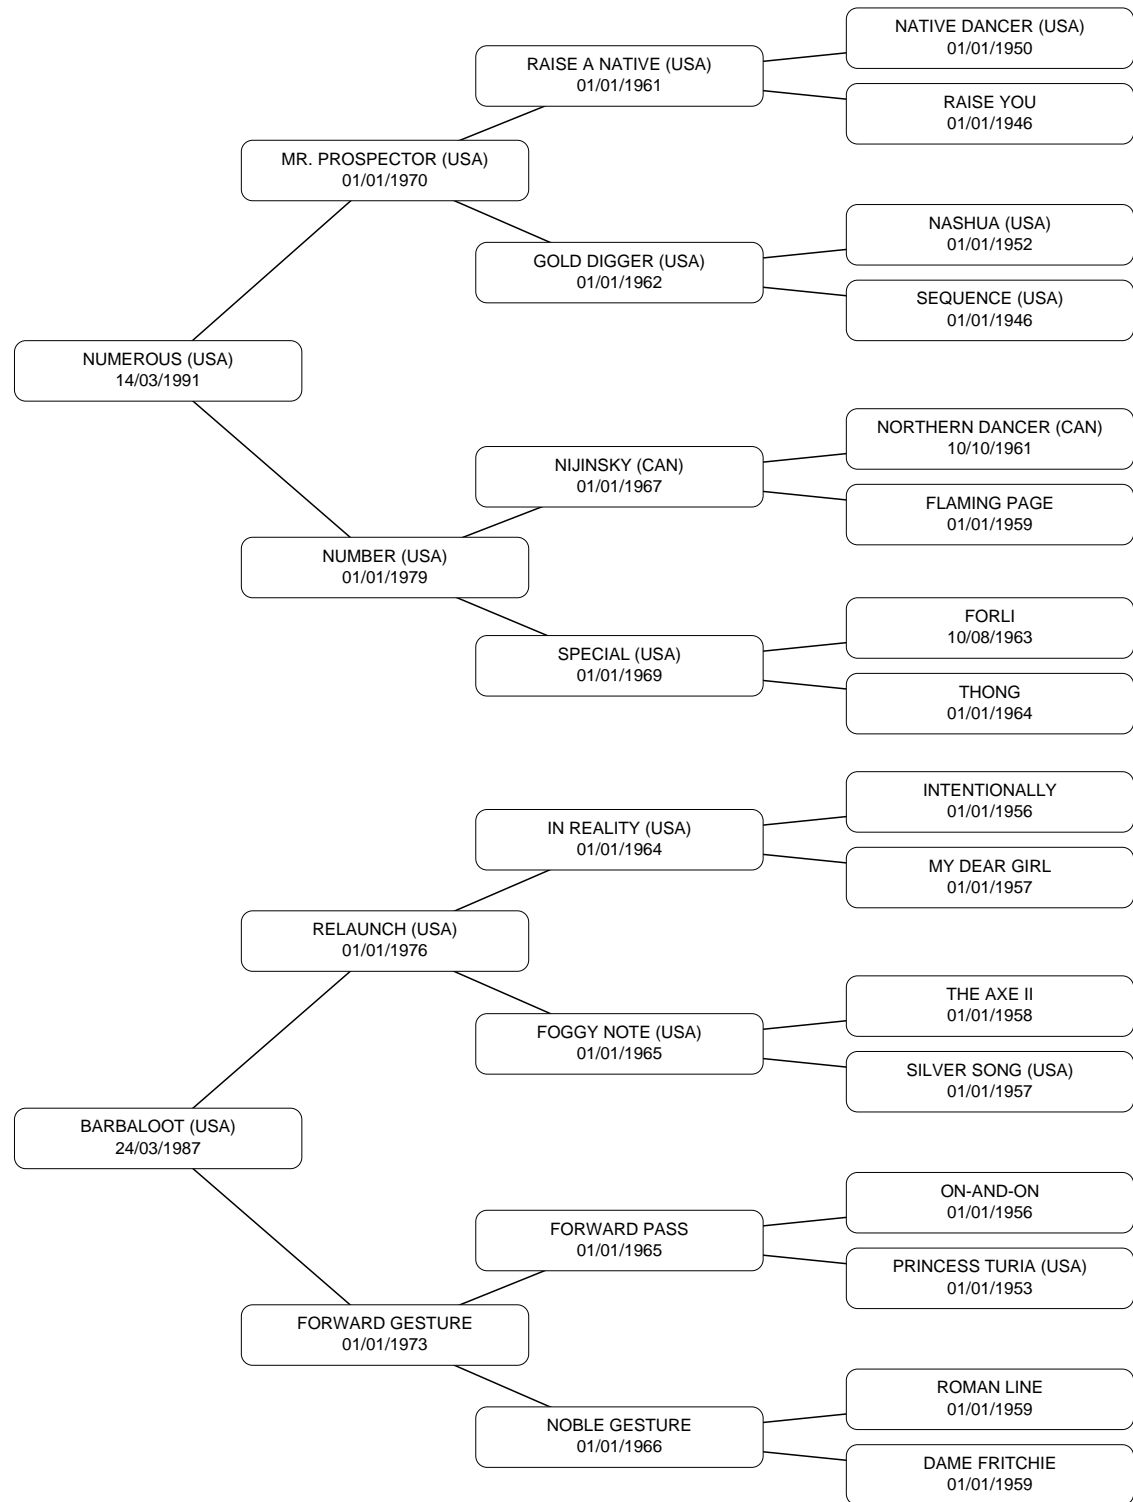 NATIVE DANCER (USA)
01/01/1950
RAISE A NATIVE (USA)
01/01/1961
RAISE YOU
01/01/1946
MR. PROSPECTOR (USA)
01/01/1970
NASHUA (USA)
01/01/1952
GOLD DIGGER (USA)
01/01/1962
SEQUENCE (USA)
01/01/1946
NUMEROUS (USA)
14/03/1991
NORTHERN DANCER (CAN)
10/10/1961
NIJINSKY (CAN)
01/01/1967
FLAMING PAGE
01/01/1959
NUMBER (USA)
01/01/1979
FORLI
10/08/1963
SPECIAL (USA)
01/01/1969
THONG
01/01/1964
INTENTIONALLY
01/01/1956
IN REALITY (USA)
01/01/1964
MY DEAR GIRL
01/01/1957
RELAUNCH (USA)
01/01/1976
THE AXE II
01/01/1958
FOGGY NOTE (USA)
01/01/1965
SILVER SONG (USA)
01/01/1957
BARBALOOT (USA)
24/03/1987
ON-AND-ON
01/01/1956
FORWARD PASS
01/01/1965
PRINCESS TURIA (USA)
01/01/1953
FORWARD GESTURE
01/01/1973
ROMAN LINE
01/01/1959
NOBLE GESTURE
01/01/1966
DAME FRITCHIE
01/01/1959